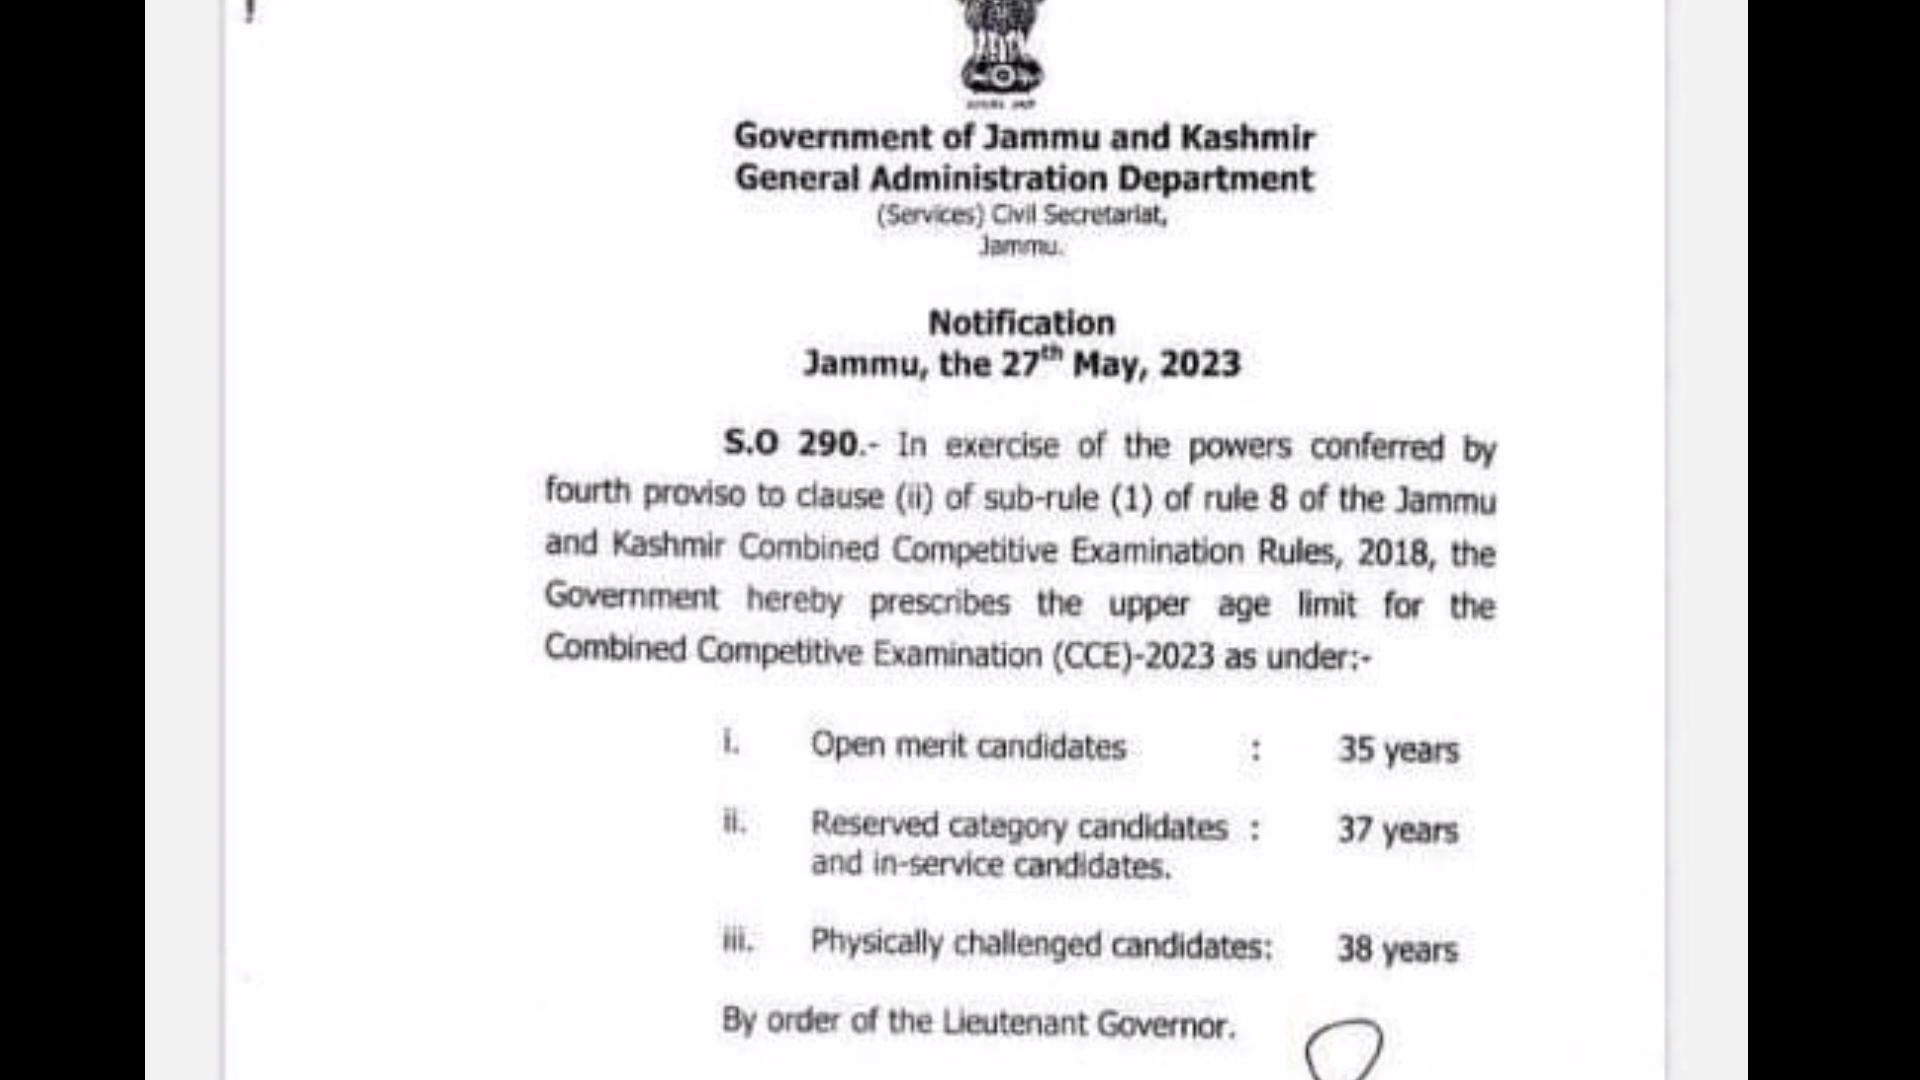 Government of Jammu and Kashmir
General Administration Department
(Services) Civil Secretariat,
Jammu.
Notification
Jammu, the 27th May, 2023
S.O 290.- In exercise of the powers conferred by
fourth proviso to clause (ii) of sub-rule (1) of rule 8 of the Jammu
and Kashmir Combined Competitive Examination Rules, 2018, the
Government hereby prescribes the upper age limit for the
Combined Competitive Examination (CCE)-2023 as under:-
i. Open merit candidates : 35 years
ii. Reserved category candidates : 37 years
and in-service candidates.
iii. Physically challenged candidates: 38 years
By order of the Lieutenant Governor.